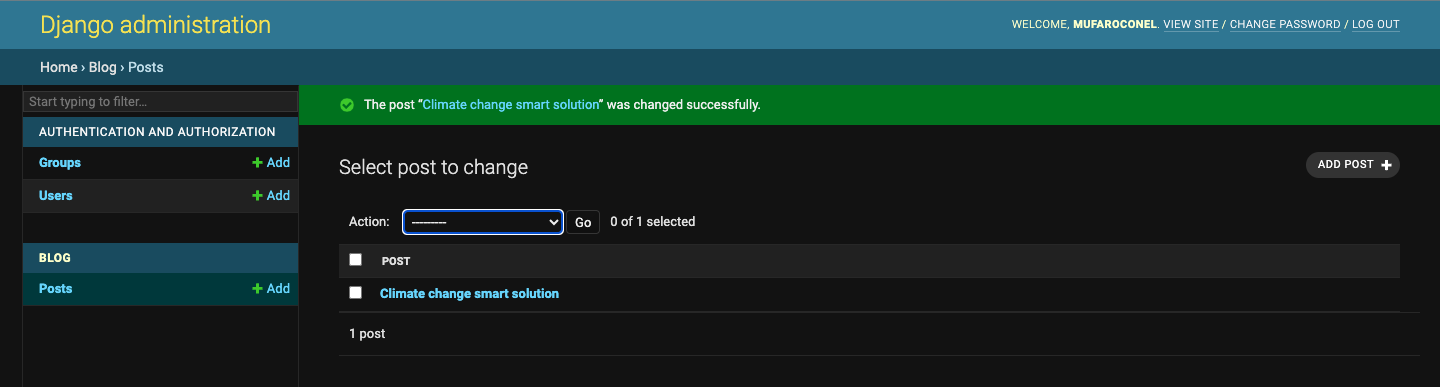 Django administration
WELCOME, MUFAROCONEL. VIEW SITE / CHANGE PASSWORD / LOG OUT
Home › Blog › Posts
Start typing to filter…
The post “Climate change smart solution” was changed successfully.
AUTHENTICATION AND AUTHORIZATION
Groups + Add
Users + Add
BLOG
Posts + Add
Select post to change
ADD POST +
Action: --------- Go 0 of 1 selected
POST
Climate change smart solution
1 post